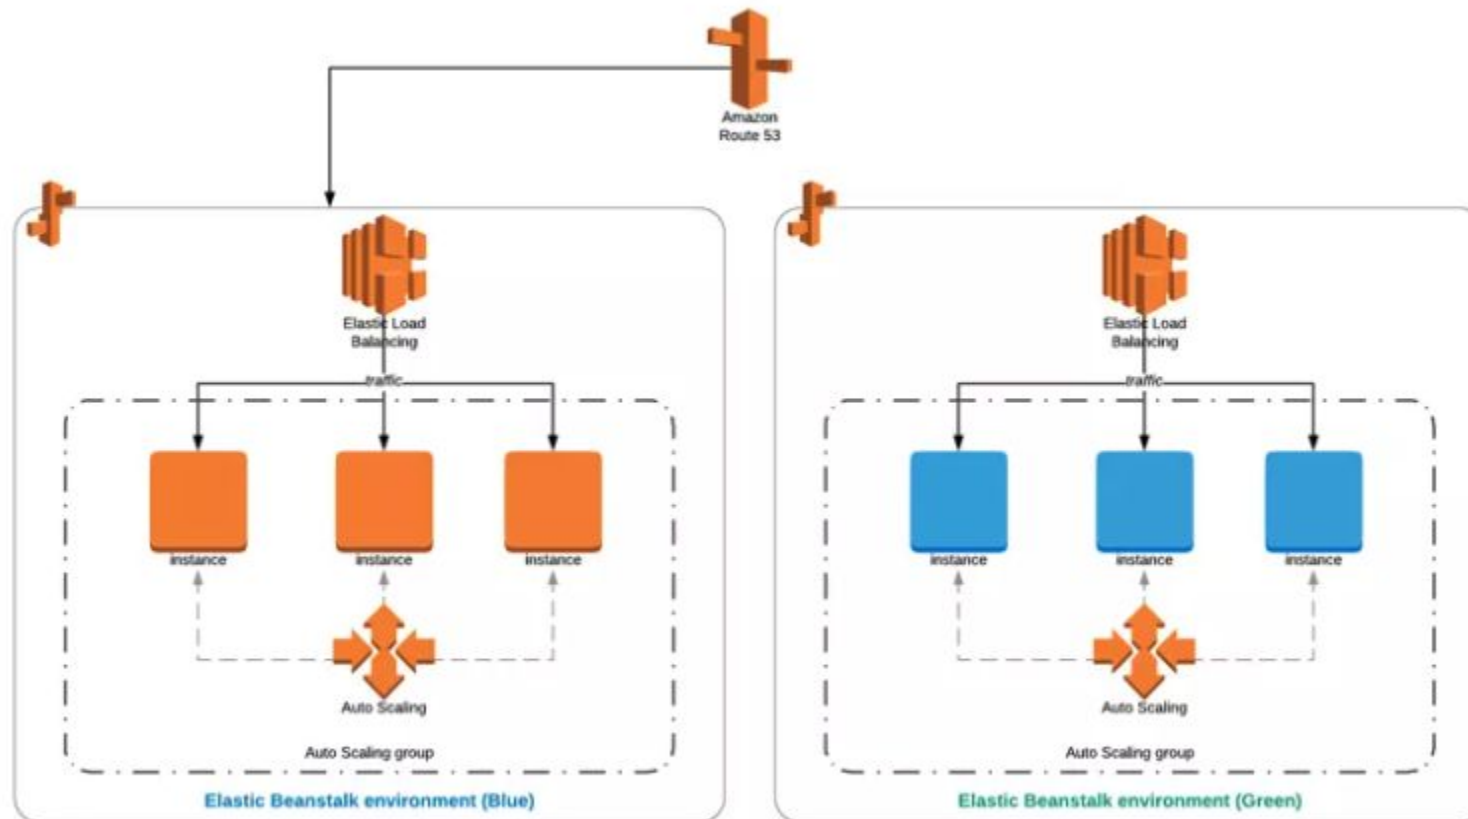 Amazon
Route 53
Elastic Load
Balancing
traffic
instance
instance
instance
Auto Scaling
Auto Scaling group
Elastic Beanstalk environment (Blue)
Elastic Load
Balancing
traffic
instance
instance
instance
Auto Scaling
Auto Scaling group
Elastic Beanstalk environment (Green)